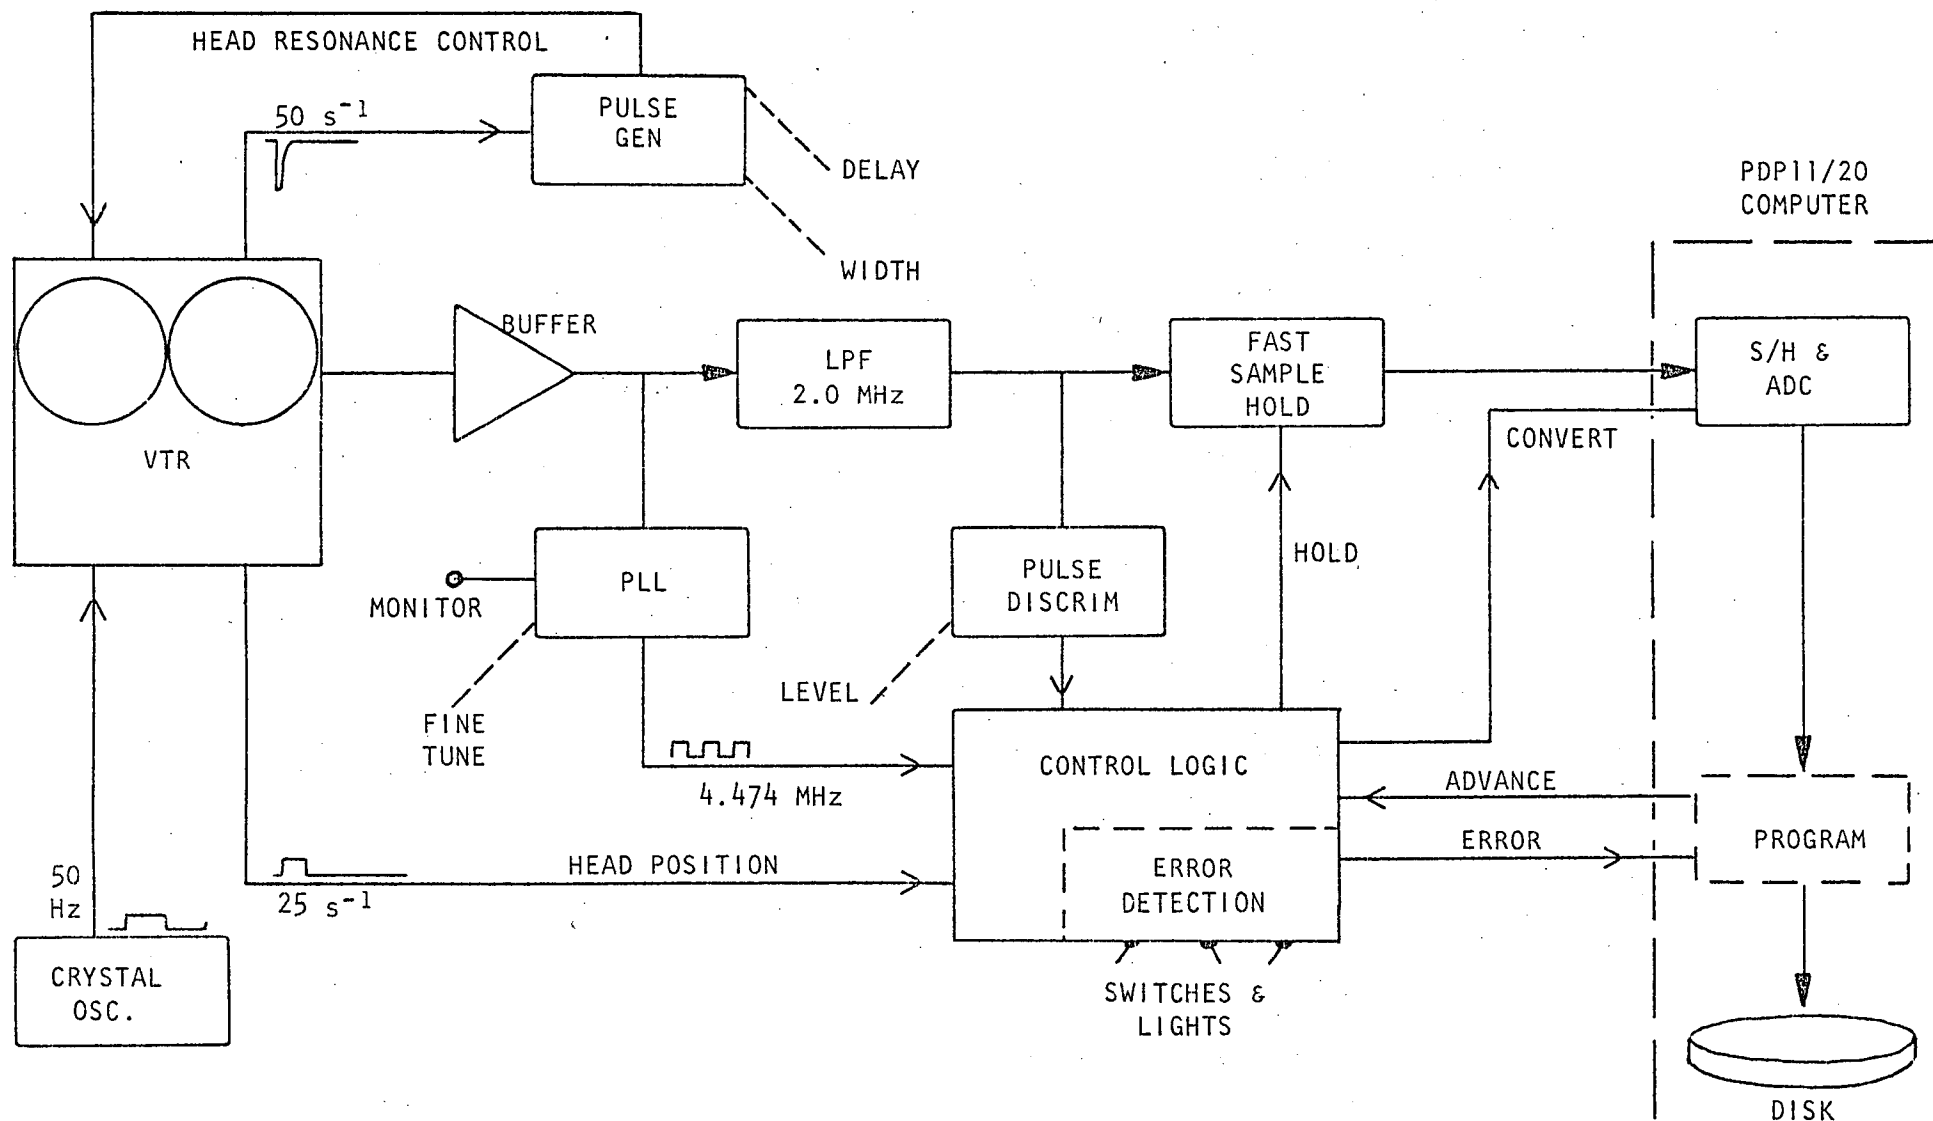 HEAD RESONANCE CONTROL
50 s⁻¹
PULSE
GEN
DELAY
WIDTH
PDP11/20
COMPUTER
VTR
BUFFER
LPF
2.0 MHz
FAST
SAMPLE
HOLD
S/H &
ADC
CONVERT
MONITOR
PLL
FINE
TUNE
PULSE
DISCRIM
LEVEL
HOLD
4.474 MHz
CONTROL LOGIC
ADVANCE
ERROR
PROGRAM
HEAD POSITION
25 s⁻¹
ERROR
DETECTION
50
Hz
CRYSTAL
OSC.
SWITCHES &
LIGHTS
DISK